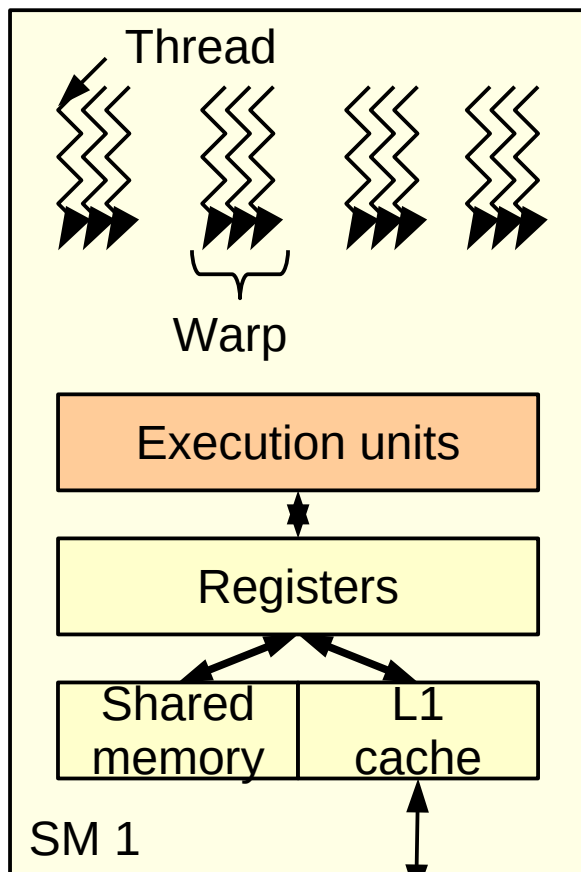 Thread
Warp
Execution units
Registers
Shared
memory
L1
cache
SM 1